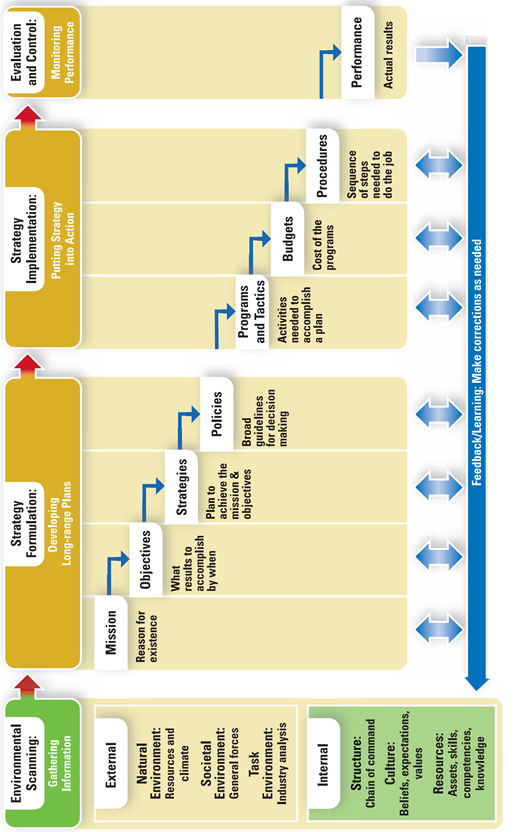 Environmental
Scanning:
Gathering
Information
External
Natural
Environment:
Resources and
climate
Societal
Environment:
General forces
Task
Environment:
Industry analysis
Internal
Structure:
Chain of command
Culture:
Beliefs, expectations,
values
Resources:
Assets, skills,
competencies,
knowledge
Strategy
Formulation:
Developing
Long-range Plans
Mission
Reason for
existence
Objectives
What
results to
accomplish
by when
Strategies
Plan to
achieve the
mission &
objectives
Policies
Broad
guidelines
for decision
making
Strategy
Implementation:
Putting Strategy
into Action
Programs
and Tactics
Activities
needed to
accomplish
a plan
Budgets
Cost of the
programs
Procedures
Sequence
of steps
needed to
do the job
Evaluation
and Control:
Monitoring
Performance
Performance
Actual results
Feedback/Learning: Make corrections as needed